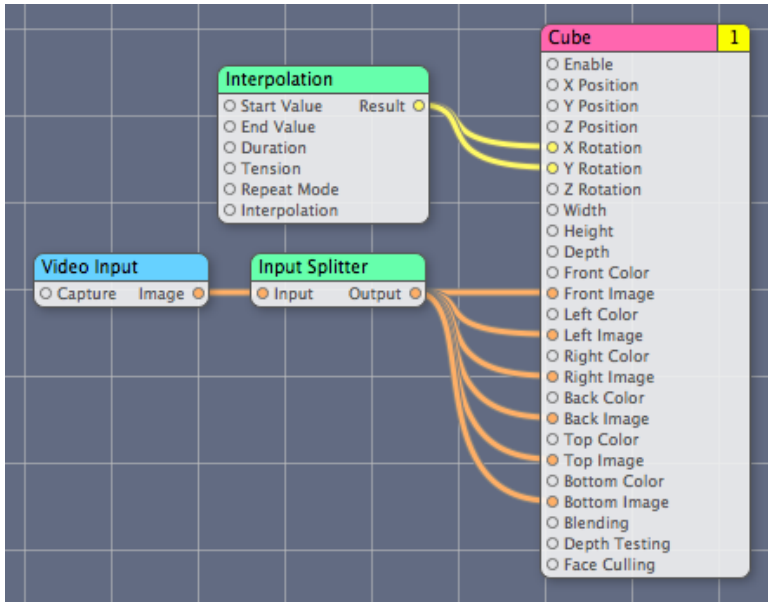 Interpolation
Start Value Result
End Value
Duration
Tension
Repeat Mode
Interpolation
Video Input
Capture Image
Input Splitter
Input Output
Cube 1
Enable
X Position
Y Position
Z Position
X Rotation
Y Rotation
Z Rotation
Width
Height
Depth
Front Color
Front Image
Left Color
Left Image
Right Color
Right Image
Back Color
Back Image
Top Color
Top Image
Bottom Color
Bottom Image
Blending
Depth Testing
Face Culling